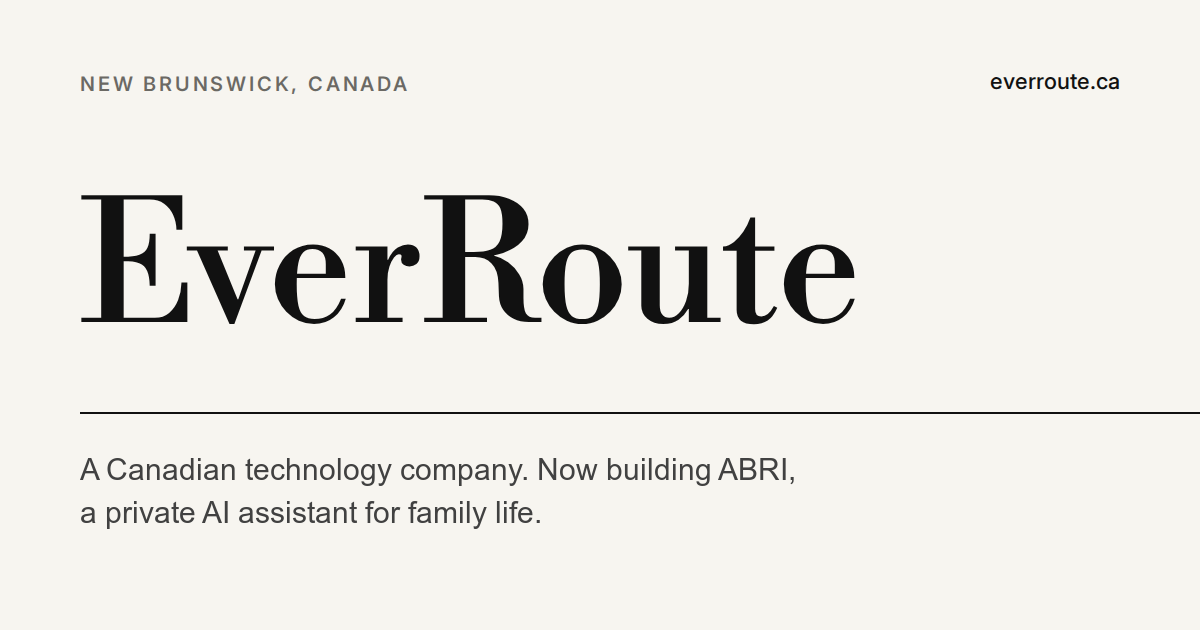 NEW BRUNSWICK, CANADA
everroute.ca
EverRoute
A Canadian technology company. Now building ABRI,
a private AI assistant for family life.